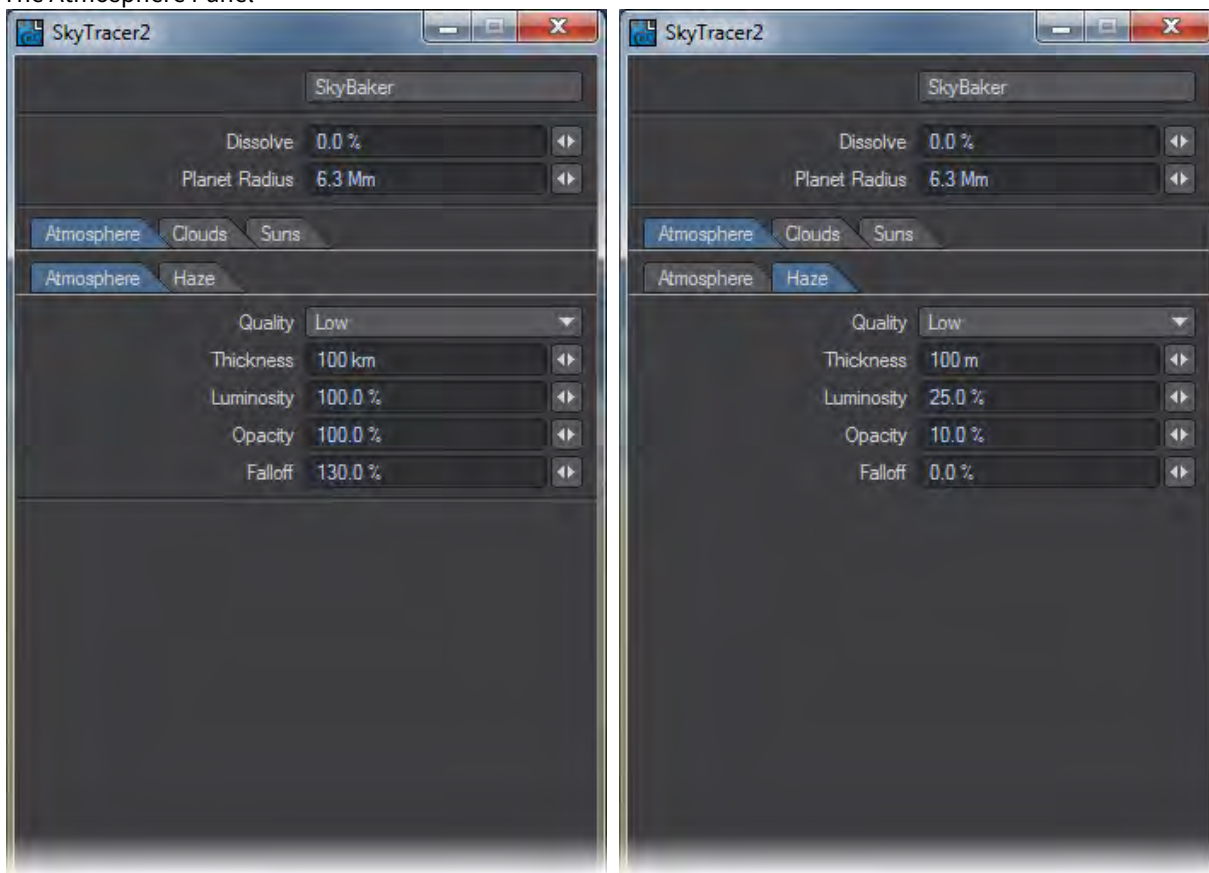 The Atmosphere Panel
SkyTracer2
SkyBaker
Dissolve 0.0 %
Planet Radius 6.3 Mm
Atmosphere Clouds Suns
Atmosphere Haze
Quality Low
Thickness 100 km
Luminosity 100.0 %
Opacity 100.0 %
Falloff 130.0 %
SkyTracer2
SkyBaker
Dissolve 0.0 %
Planet Radius 6.3 Mm
Atmosphere Clouds Suns
Atmosphere Haze
Quality Low
Thickness 100 m
Luminosity 25.0 %
Opacity 10.0 %
Falloff 0.0 %